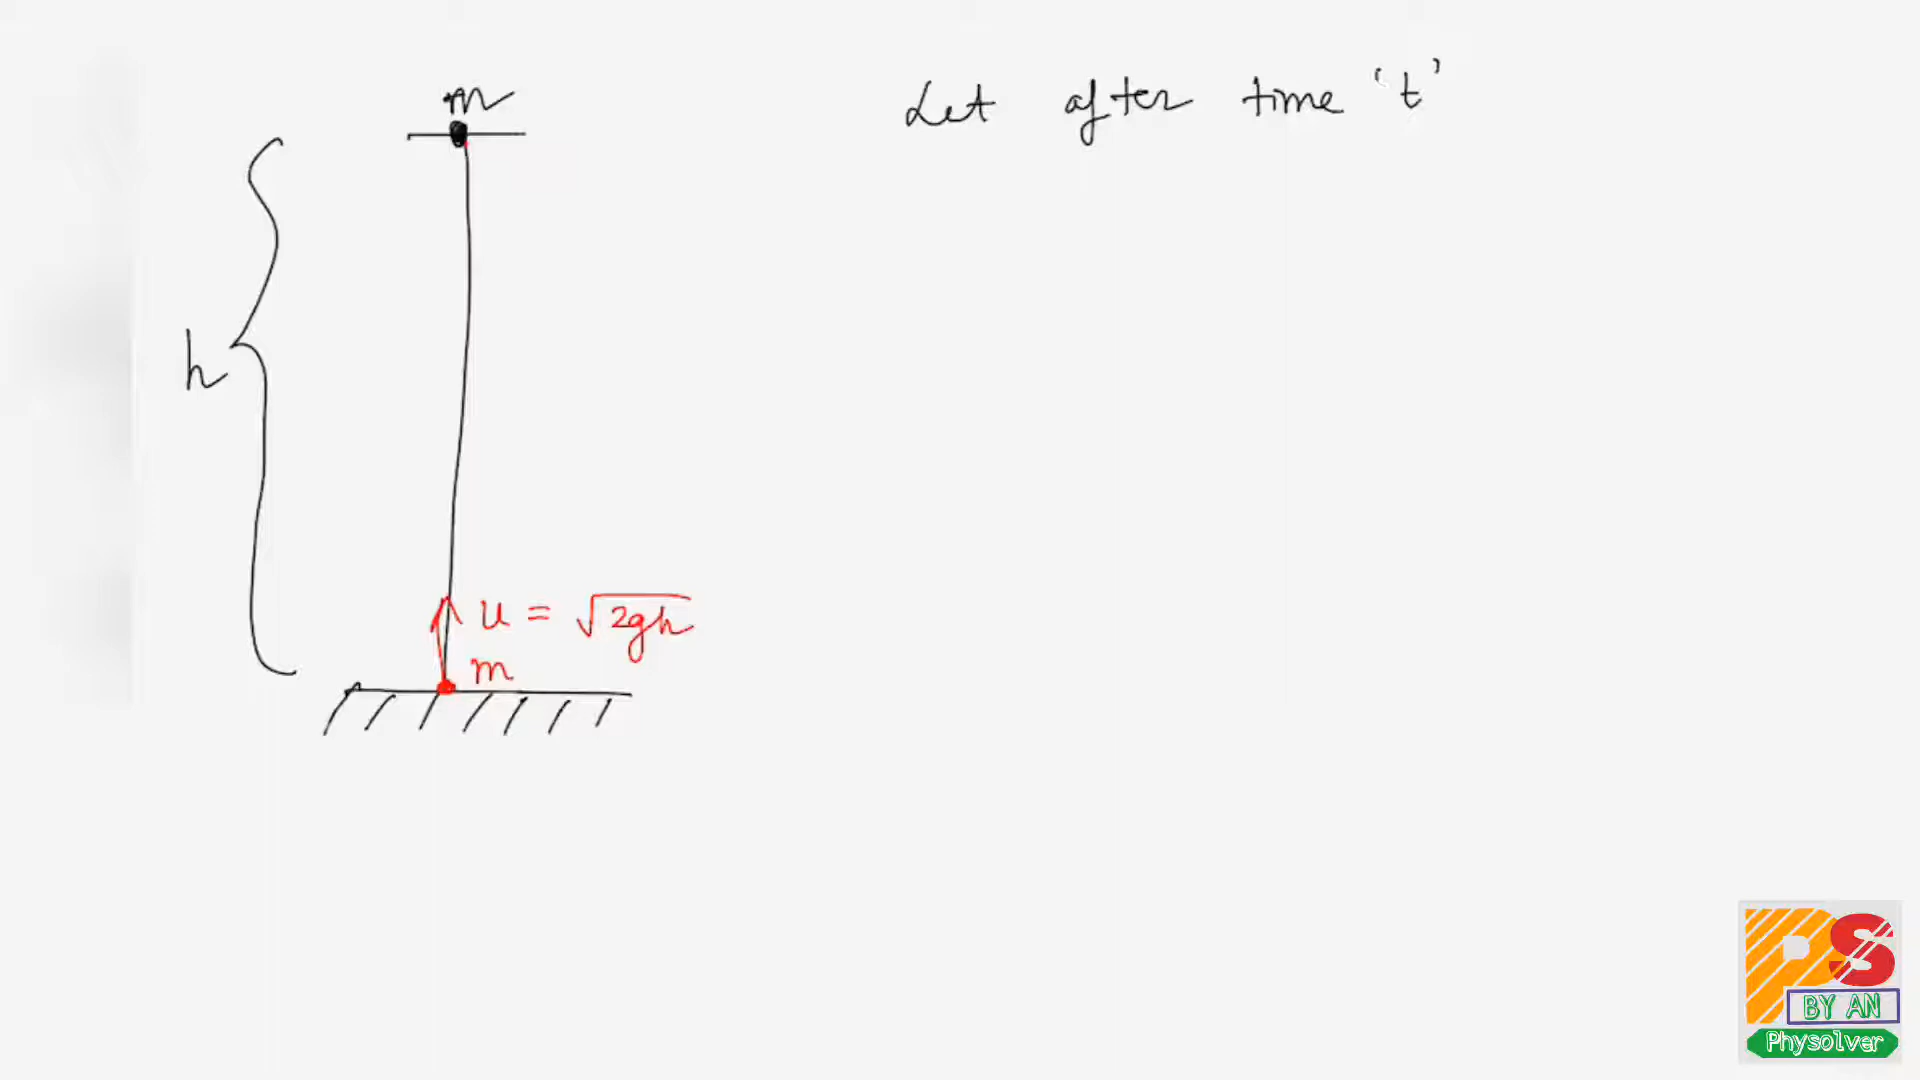 m
Let after time 't'
h
u = √2gh
m
PS
BY AN
Physolver